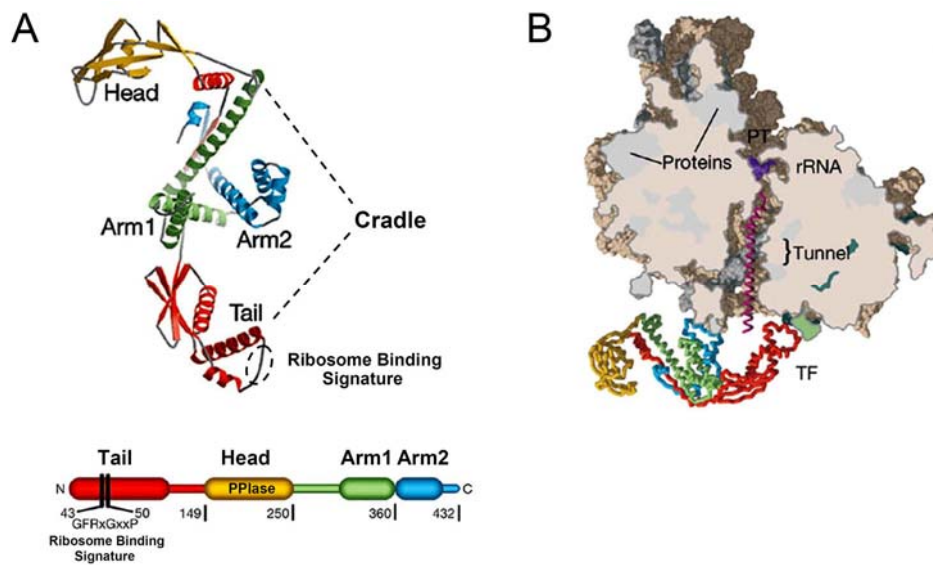 A
Head
Arm1
Arm2
Cradle
Tail
Ribosome Binding
Signature
Tail
Head
Arm1
Arm2
N
PPlase
C
43
50
149
250
360
432
GFRxGxxP
Ribosome Binding
Signature
B
PT
Proteins
rRNA
} Tunnel
TF